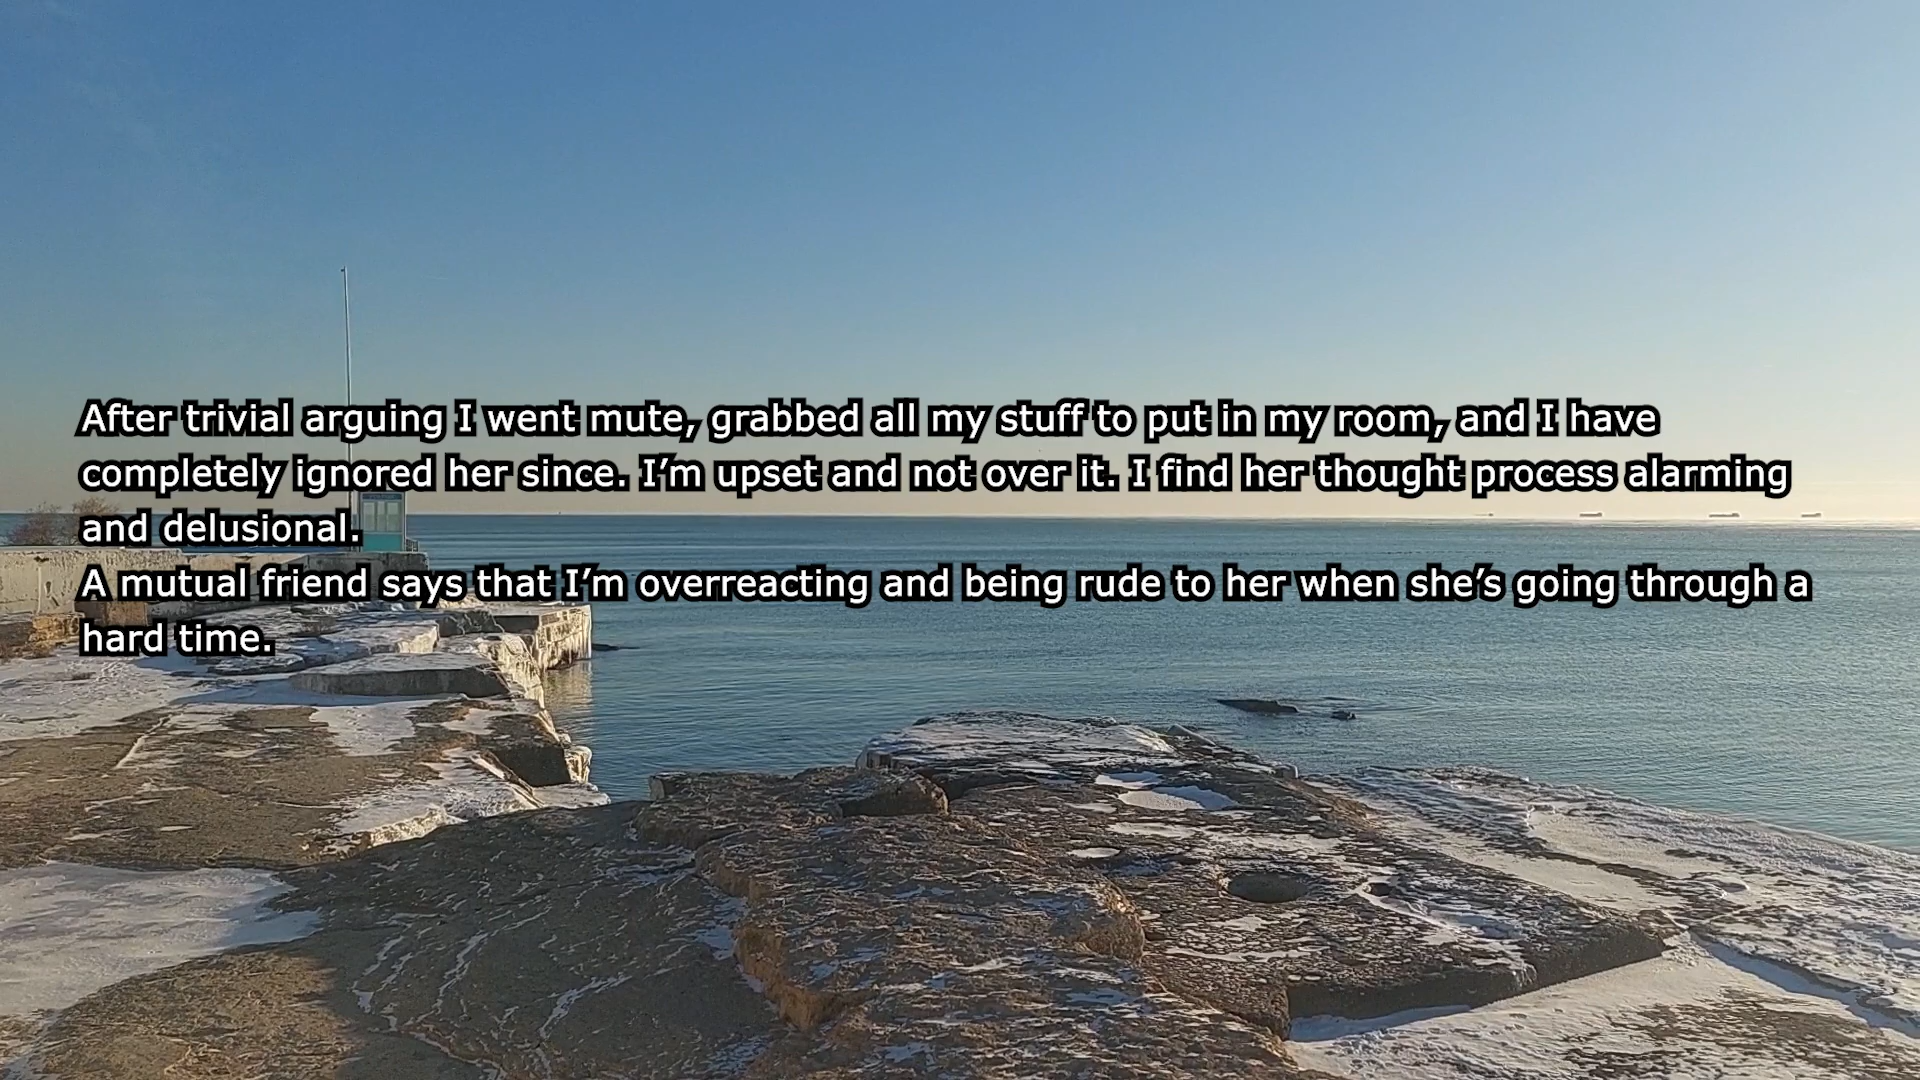 After trivial arguing I went mute, grabbed all my stuff to put in my room, and I have
completely ignored her since. I’m upset and not over it. I find her thought process alarming
and delusional.
A mutual friend says that I’m overreacting and being rude to her when she’s going through a
hard time.